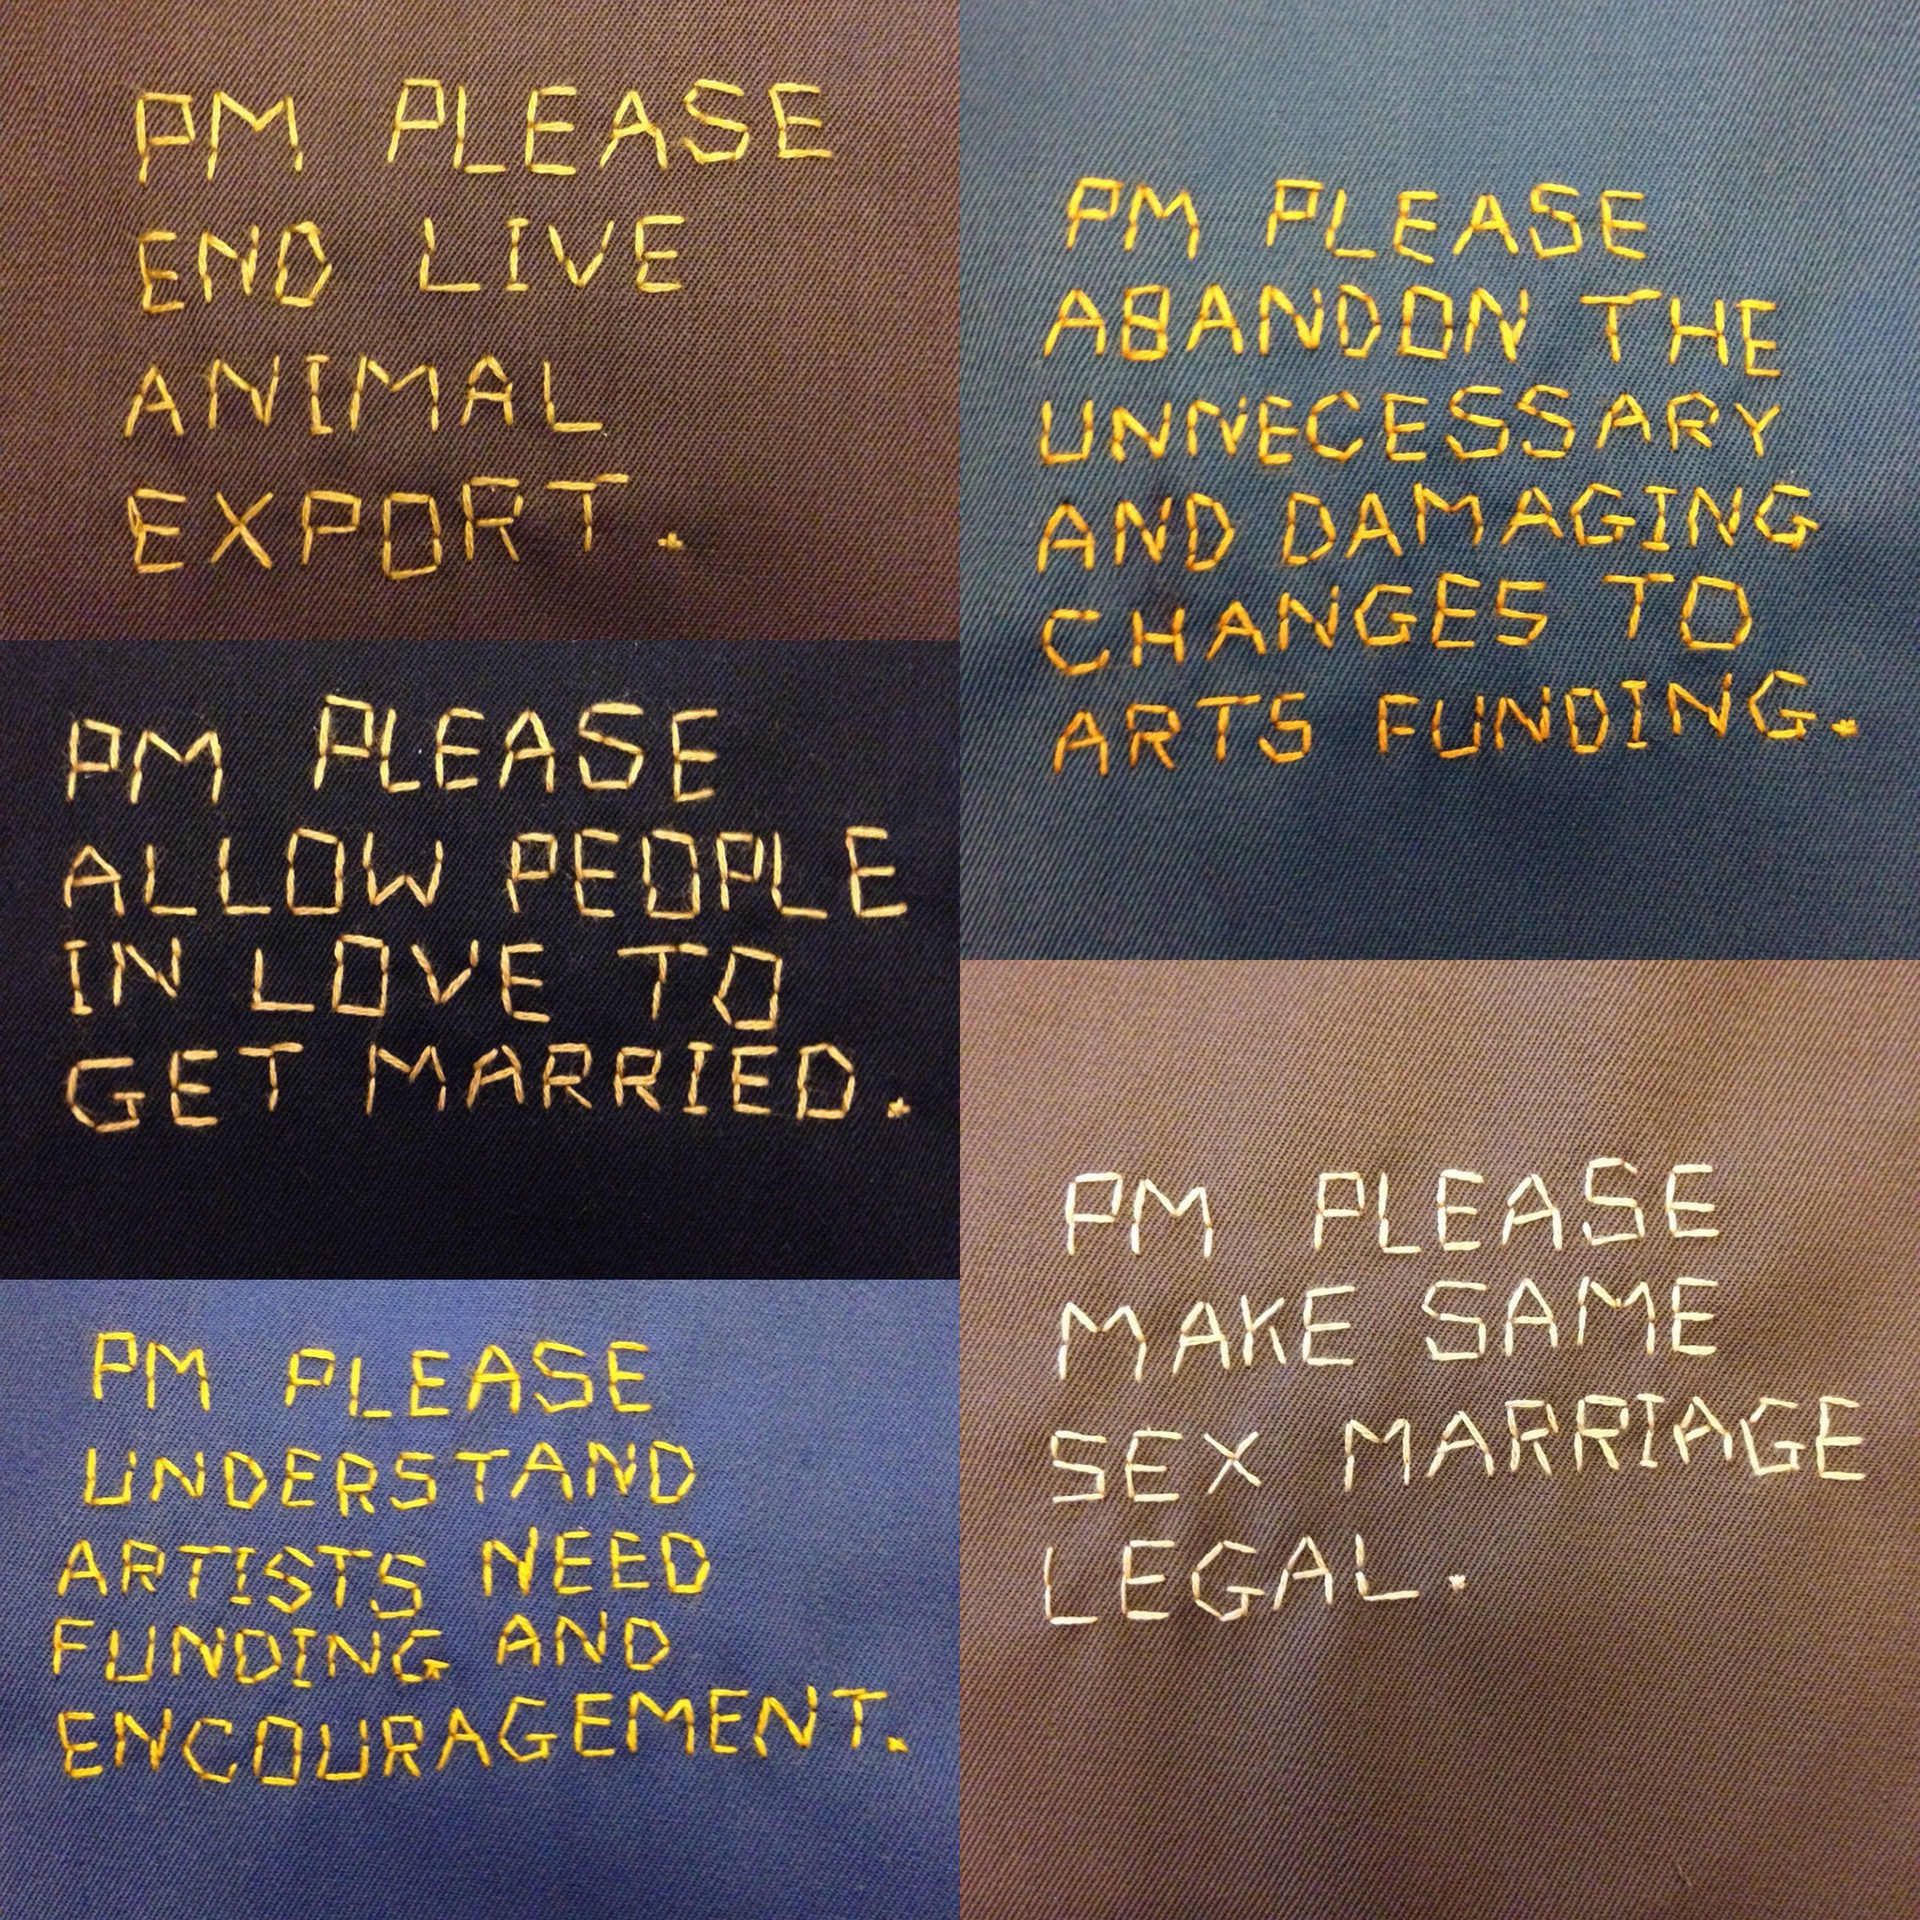 PM PLEASE
END LIVE
ANIMAL
EXPORT.
PM PLEASE
ALLOW PEOPLE
IN LOVE TO
GET MARRIED.
PM PLEASE
UNDERSTAND
ARTISTS NEED
FUNDING AND
ENCOURAGEMENT.
PM PLEASE
ABANDON THE
UNNECESSARY
AND DAMAGING
CHANGES TO
ARTS FUNDING.
PM PLEASE
MAKE SAME
SEX MARRIAGE
LEGAL.